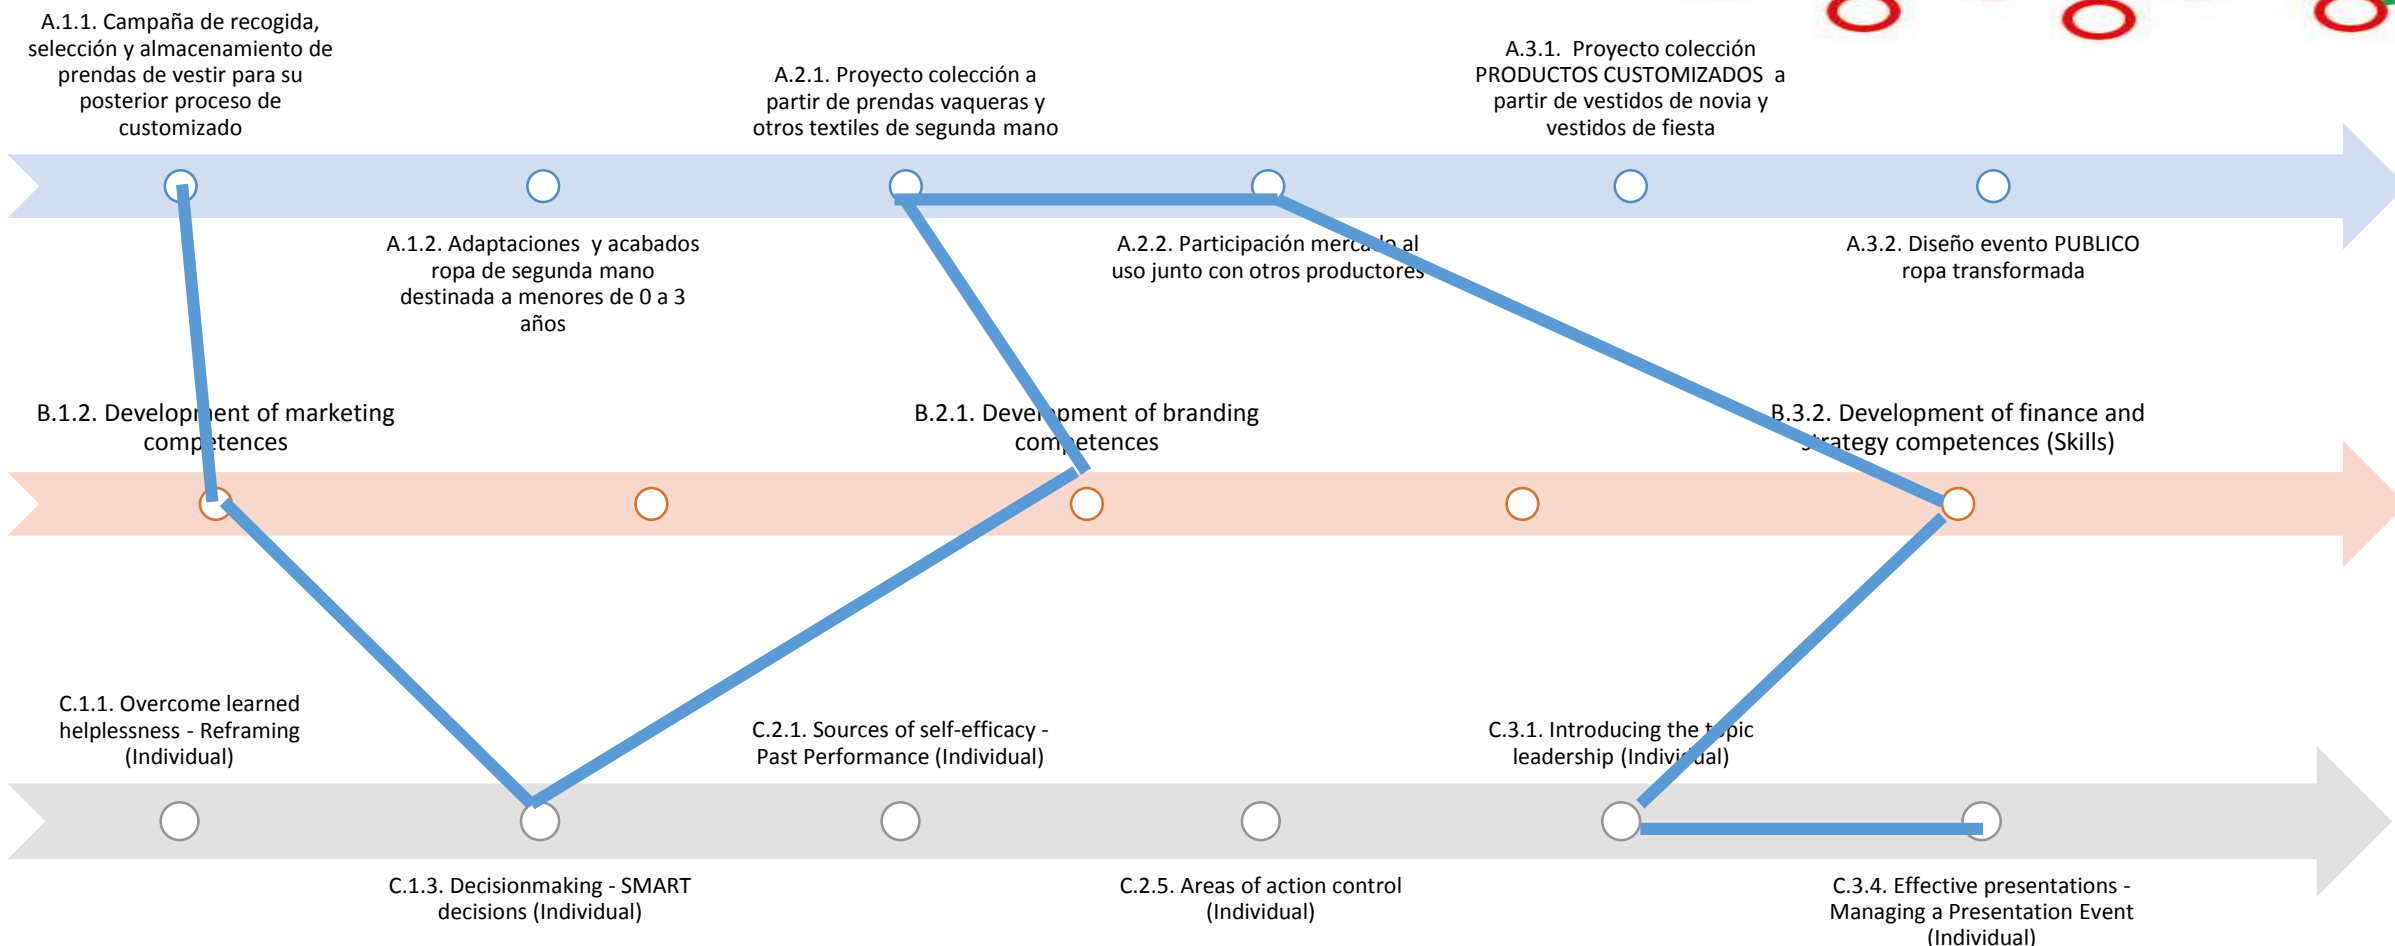 A.1.1. Campaña de recogida,
selección y almacenamiento de
prendas de vestir para su
posterior proceso de
customizado
A.2.1. Proyecto colección a
partir de prendas vaqueras y
otros textiles de segunda mano
A.3.1. Proyecto colección
PRODUCTOS CUSTOMIZADOS a
partir de vestidos de novia y
vestidos de fiesta
A.1.2. Adaptaciones y acabados
ropa de segunda mano
destinada a menores de 0 a 3
años
A.2.2. Participación mercado al
uso junto con otros productores
A.3.2. Diseño evento PUBLICO
ropa transformada
B.1.2. Development of marketing
competences
B.2.1. Development of branding
competences
B.3.2. Development of finance and
strategy competences (Skills)
C.1.1. Overcome learned
helplessness - Reframing
(Individual)
C.2.1. Sources of self-efficacy -
Past Performance (Individual)
C.3.1. Introducing the topic
leadership (Individual)
C.1.3. Decisionmaking - SMART
decisions (Individual)
C.2.5. Areas of action control
(Individual)
C.3.4. Effective presentations -
Managing a Presentation Event
(Individual)